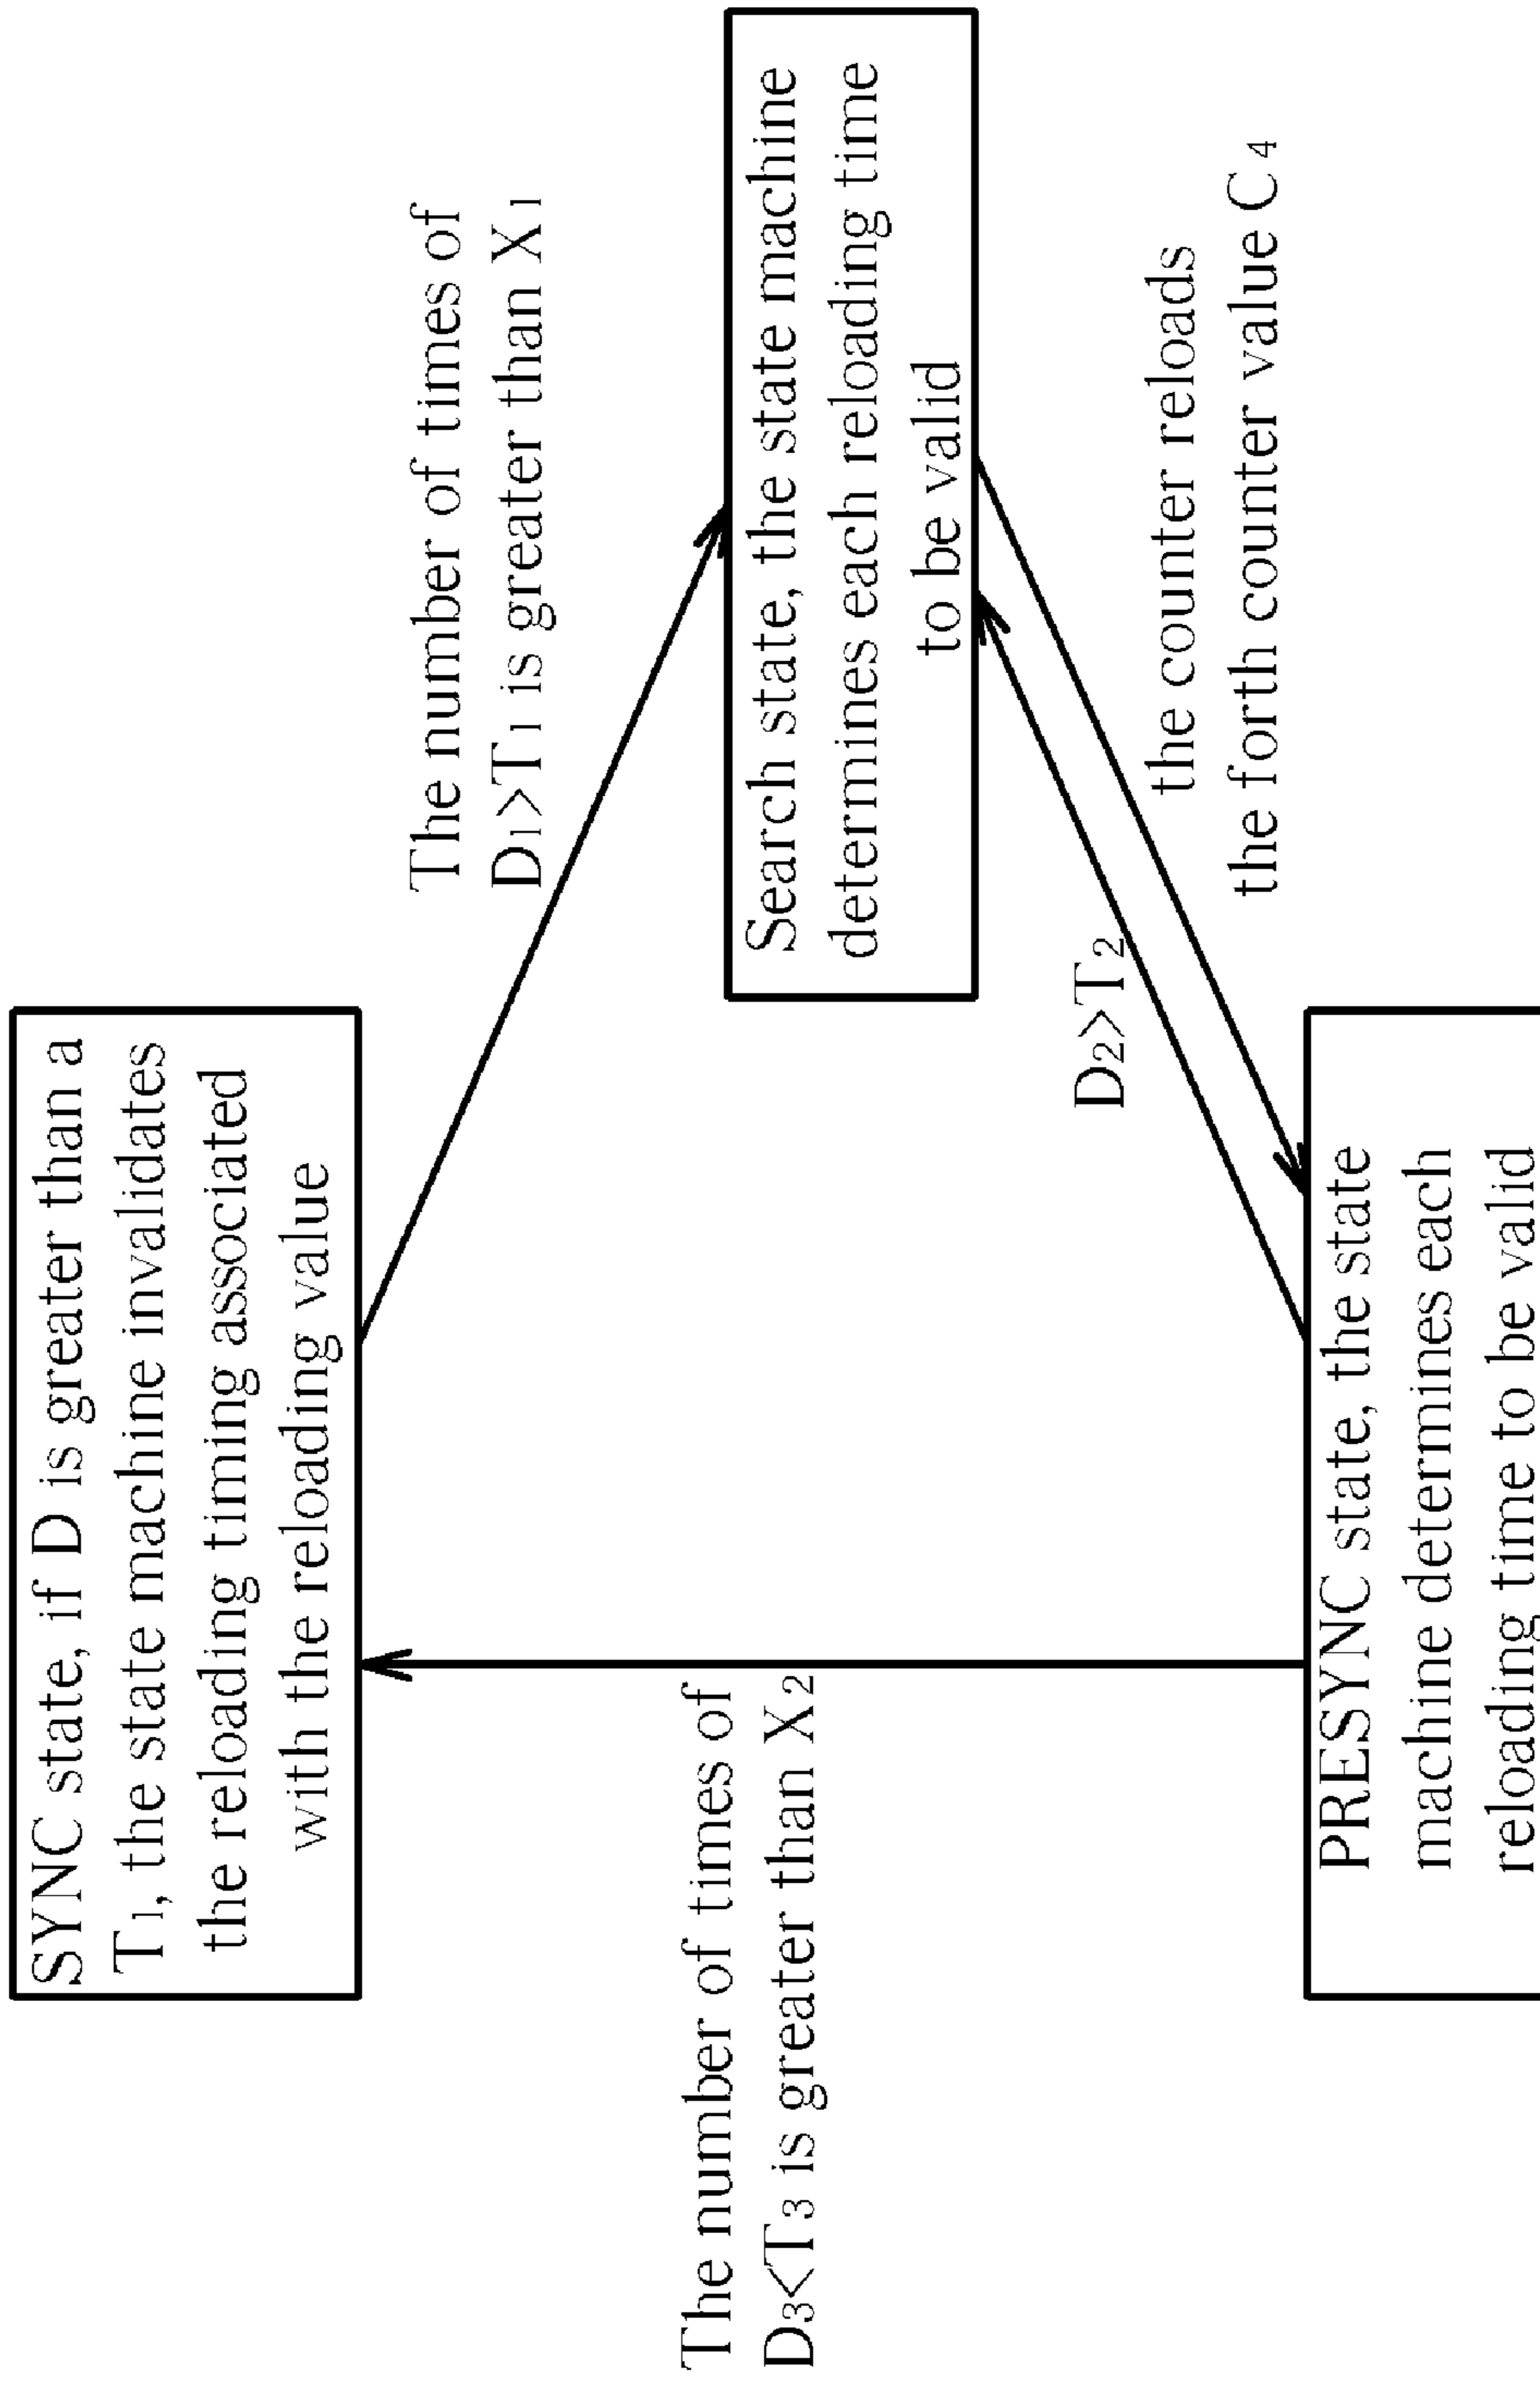 SYNC state, if D is greater than a
T1, the state machine invalidates
the reloading timing associated
with the reloading value
The number of times of
D1>T1 is greater than X1
The number of times of
D3<T3 is greater than X2
Search state, the state machine
determines each reloading time
to be valid
D2>T2
the counter reloads
the forth counter value C4
PRESYNC state, the state
machine determines each
reloading time to be valid